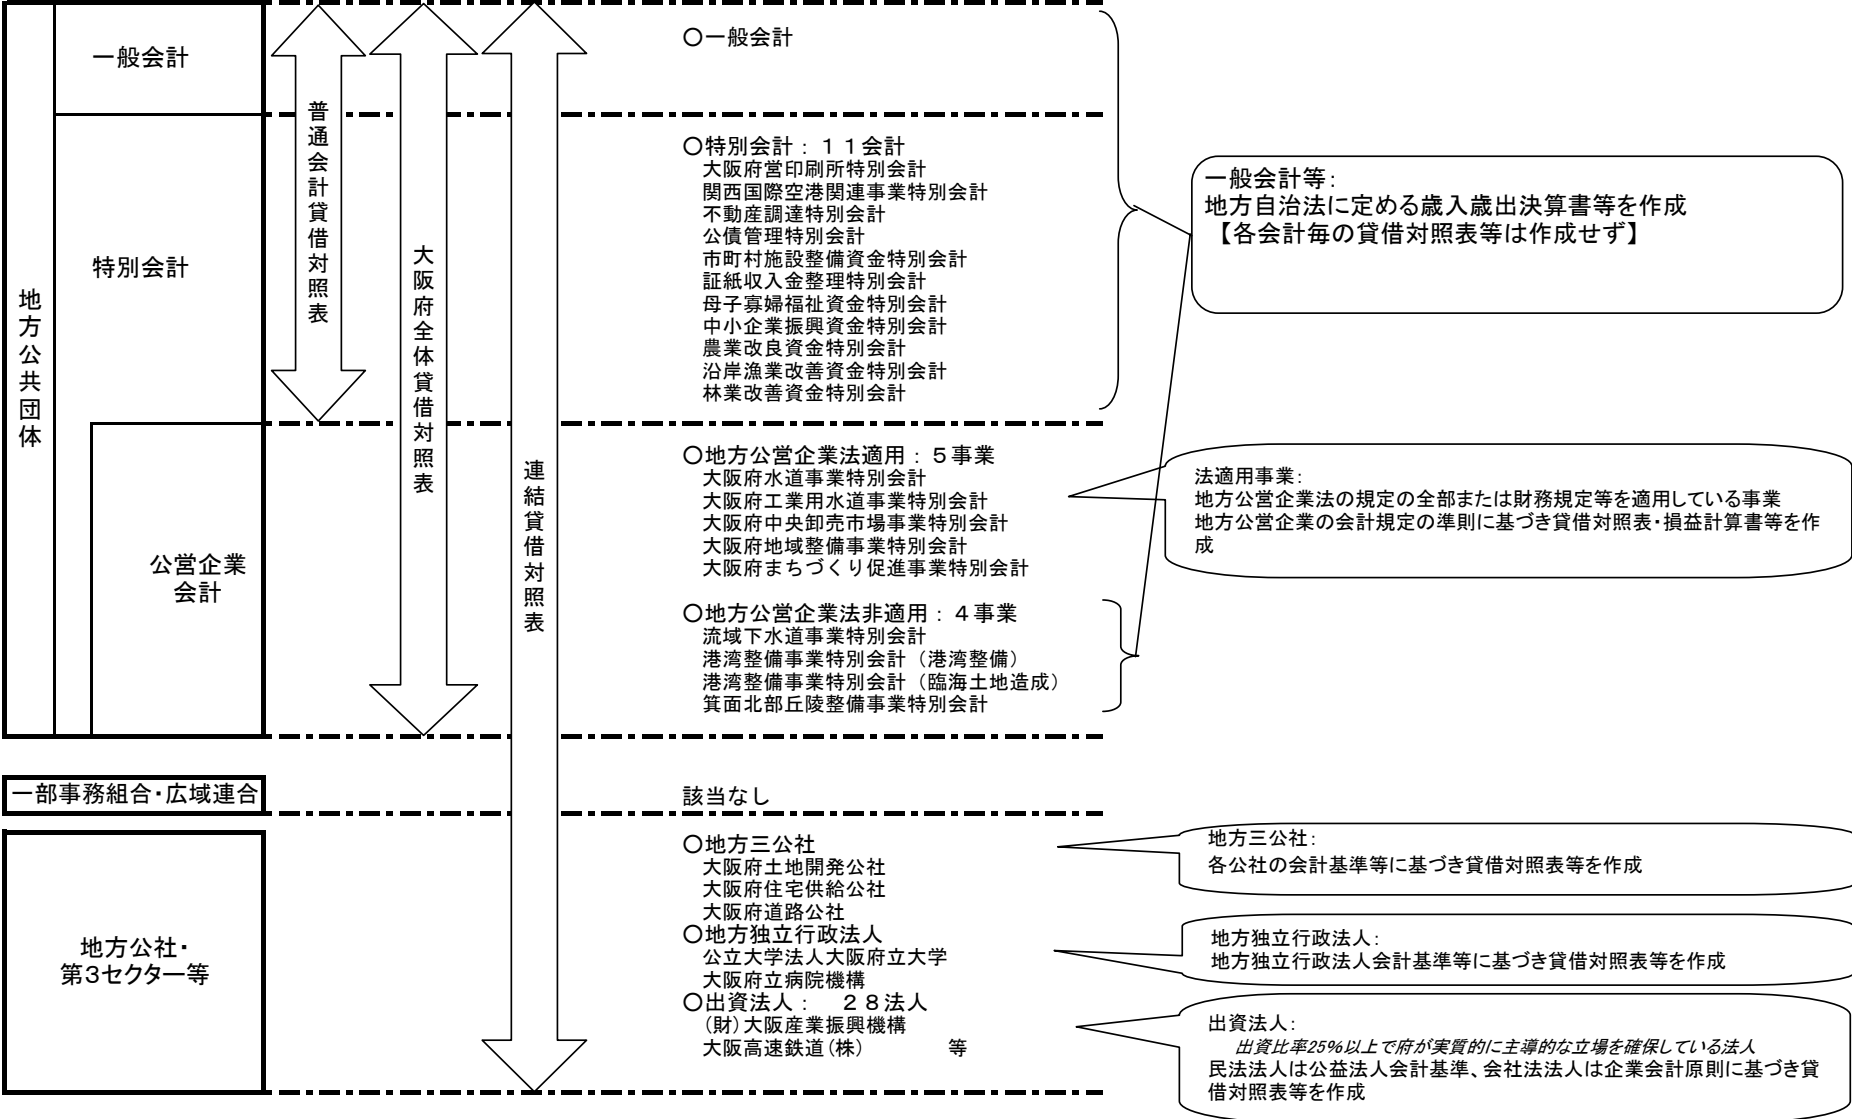 地方公共団体
一般会計
特別会計
公営企業
会計
普通会計貸借対照表
大阪府全体貸借対照表
連結貸借対照表
○一般会計
○特別会計：１１会計
大阪府営印刷所特別会計
関西国際空港関連事業特別会計
不動産調達特別会計
公債管理特別会計
市町村施設整備資金特別会計
証紙収入金整理特別会計
母子寡婦福祉資金特別会計
中小企業振興資金特別会計
農業改良資金特別会計
沿岸漁業改善資金特別会計
林業改善資金特別会計
一般会計等：
地方自治法に定める歳入歳出決算書等を作成
【各会計毎の貸借対照表等は作成せず】
○地方公営企業法適用：５事業
大阪府水道事業特別会計
大阪府工業用水道事業特別会計
大阪府中央卸売市場事業特別会計
大阪府地域整備事業特別会計
大阪府まちづくり促進事業特別会計
法適用事業：
地方公営企業法の規定の全部または財務規定等を適用している事業
地方公営企業の会計規定の準則に基づき貸借対照表・損益計算書等を作
成
○地方公営企業法非適用：４事業
流域下水道事業特別会計
港湾整備事業特別会計（港湾整備）
港湾整備事業特別会計（臨海土地造成）
箕面北部丘陵整備事業特別会計
一部事務組合・広域連合
該当なし
地方公社・
第3セクター等
○地方三公社
大阪府土地開発公社
大阪府住宅供給公社
大阪府道路公社
○地方独立行政法人
公立大学法人大阪府立大学
大阪府立病院機構
○出資法人：　２８法人
（財）大阪産業振興機構
大阪高速鉄道（株）　　　　等
地方三公社：
各公社の会計基準等に基づき貸借対照表等を作成
地方独立行政法人：
地方独立行政法人会計基準等に基づき貸借対照表等を作成
出資法人：
出資比率25%以上で府が実質的に主導的な立場を確保している法人
民法法人は公益法人会計基準、会社法法人は企業会計原則に基づき貸
借対照表等を作成